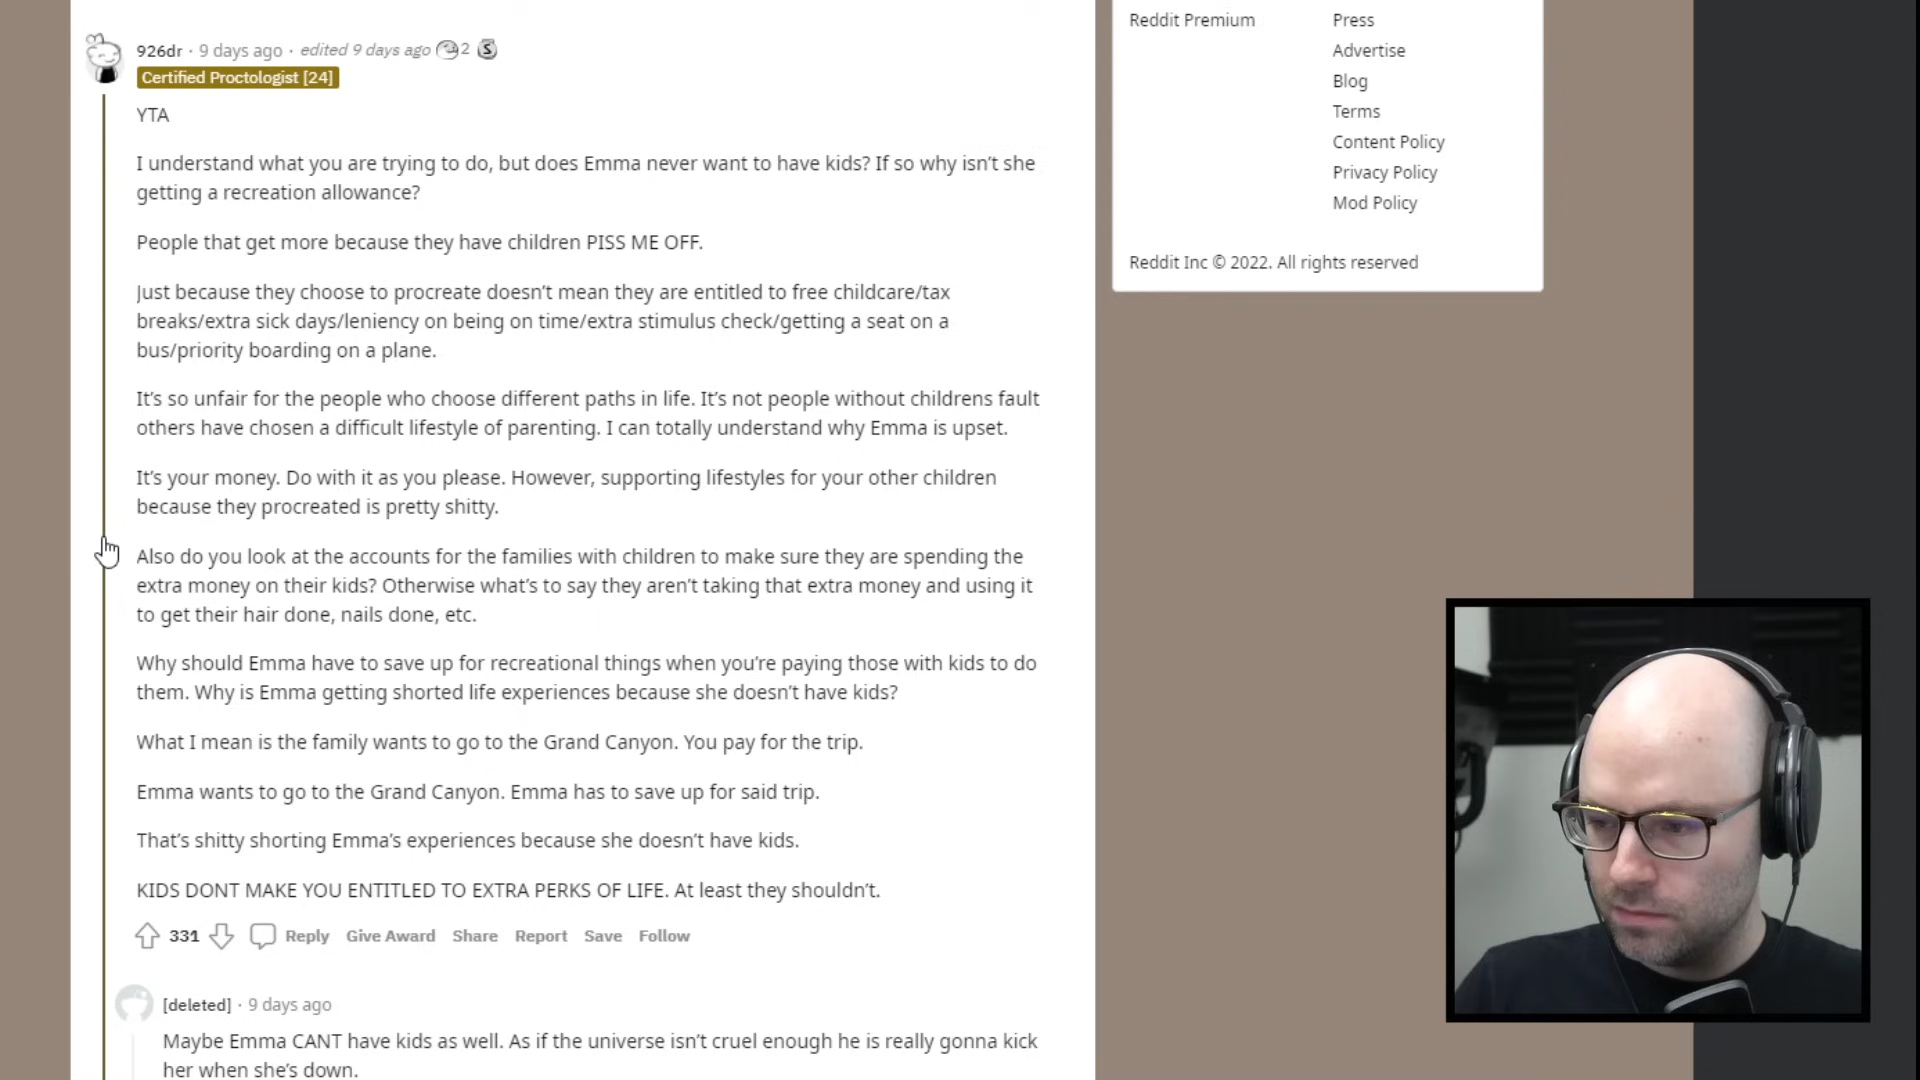 Reddit Premium
Press
Advertise
Blog
Terms
Content Policy
Privacy Policy
Mod Policy
Reddit Inc © 2022. All rights reserved
926dr · 9 days ago · edited 9 days ago 2 S
Certified Proctologist [24]
YTA
I understand what you are trying to do, but does Emma never want to have kids? If so why isn't she
getting a recreation allowance?
People that get more because they have children PISS ME OFF.
Just because they choose to procreate doesn't mean they are entitled to free childcare/tax
breaks/extra sick days/leniency on being on time/extra stimulus check/getting a seat on a
bus/priority boarding on a plane.
It's so unfair for the people who choose different paths in life. It's not people without childrens fault
others have chosen a difficult lifestyle of parenting. I can totally understand why Emma is upset.
It's your money. Do with it as you please. However, supporting lifestyles for your other children
because they procreated is pretty shitty.
Also do you look at the accounts for the families with children to make sure they are spending the
extra money on their kids? Otherwise what's to say they aren't taking that extra money and using it
to get their hair done, nails done, etc.
Why should Emma have to save up for recreational things when you're paying those with kids to do
them. Why is Emma getting shorted life experiences because she doesn't have kids?
What I mean is the family wants to go to the Grand Canyon. You pay for the trip.
Emma wants to go to the Grand Canyon. Emma has to save up for said trip.
That's shitty shorting Emma's experiences because she doesn't have kids.
KIDS DONT MAKE YOU ENTITLED TO EXTRA PERKS OF LIFE. At least they shouldn't.
331 Reply Give Award Share Report Save Follow
[deleted] · 9 days ago
Maybe Emma CANT have kids as well. As if the universe isn't cruel enough he is really gonna kick
her when she's down.